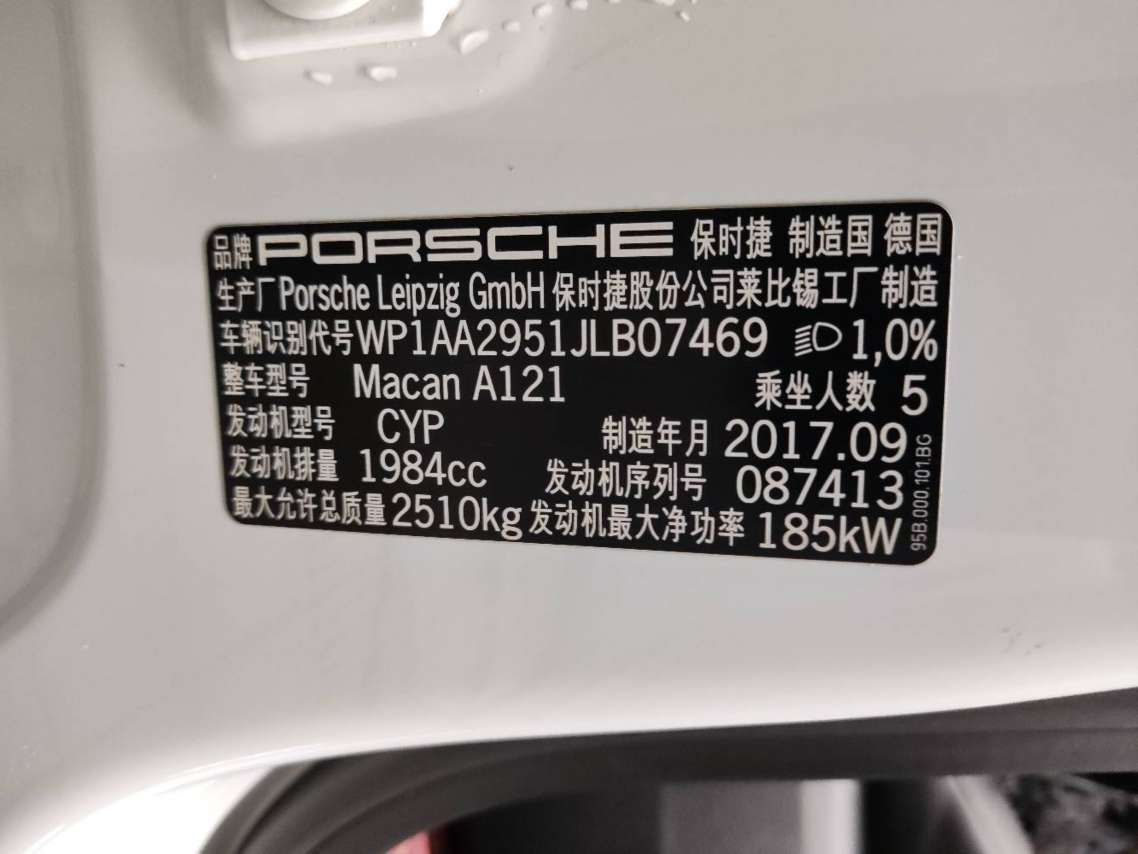 品牌 PORSCHE 保时捷 制造国 德国
生产厂 Porsche Leipzig GmbH 保时捷股份公司莱比锡工厂制造
车辆识别代号 WP1AA2951JLB07469 1,0%
整车型号 Macan A121 乘坐人数 5
发动机型号 CYP 制造年月 2017.09
发动机排量 1984cc 发动机序列号 087413
最大允许总质量 2510kg 发动机最大净功率 185kW
95B.000.101.BG